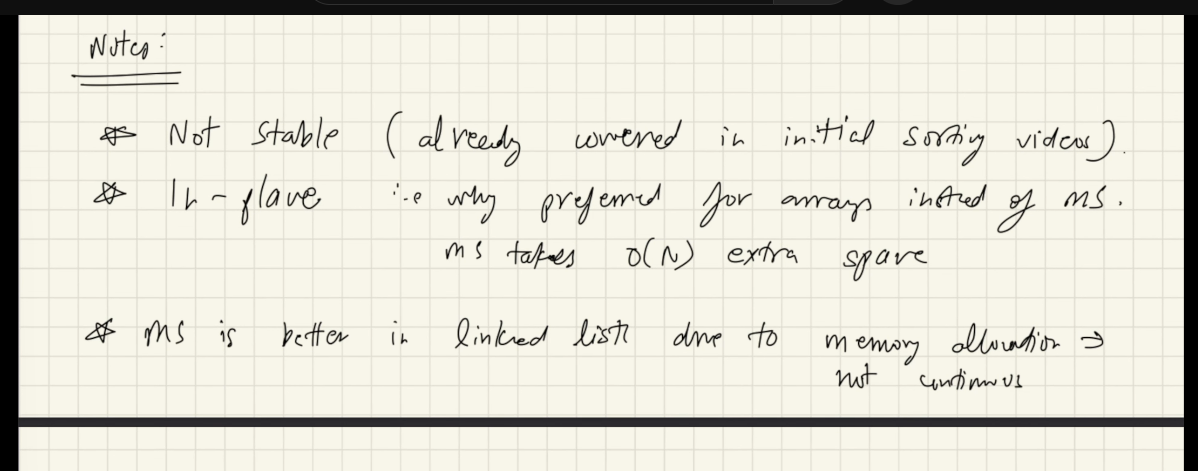 Notes:
* Not stable (already covered in initial sorting videos).
* In-place i.e why preferred for arrays instead of MS.
MS takes O(N) extra space
* MS is better in linked list due to memory allocation ⇒
not continuous